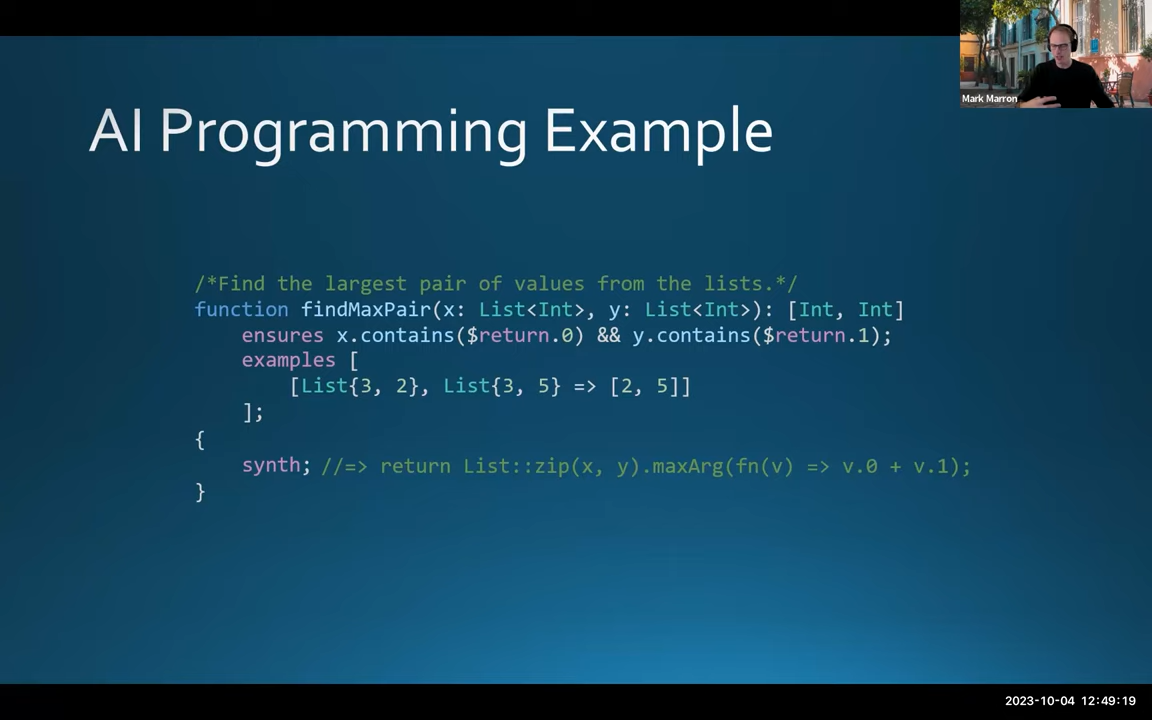 Mark Marron
AI Programming Example
/*Find the largest pair of values from the lists.*/
function findMaxPair(x: List<Int>, y: List<Int>): [Int, Int]
    ensures x.contains($return.0) && y.contains($return.1);
    examples [
        [List{3, 2}, List{3, 5} => [2, 5]]
    ];
{
    synth; //=> return List::zip(x, y).maxArg(fn(v) => v.0 + v.1);
}
2023-10-04 12:49:19